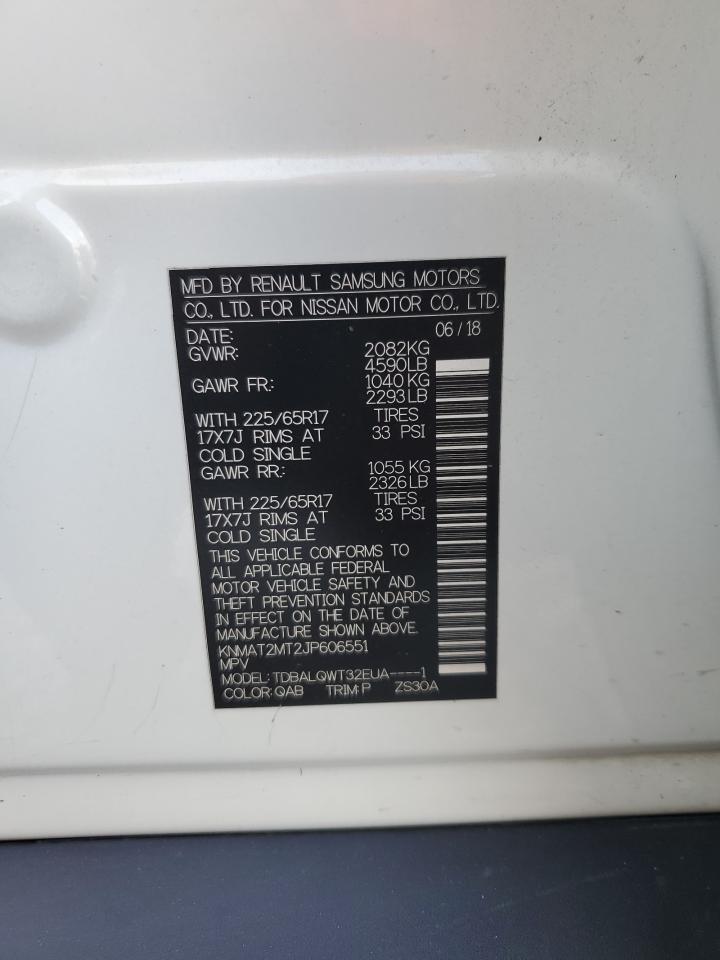 MFD BY RENAULT SAMSUNG MOTORS
CO., LTD. FOR NISSAN MOTOR CO., LTD.
DATE: 06 / 18
GVWR: 2082KG
4590LB
GAWR FR.: 1040 KG
2293 LB
WITH 225/65R17 TIRES
17X7J RIMS AT 33 PSI
COLD SINGLE
GAWR RR.: 1055 KG
2326 LB
WITH 225/65R17 TIRES
17X7J RIMS AT 33 PSI
COLD SINGLE
THIS VEHICLE CONFORMS TO
ALL APPLICABLE FEDERAL
MOTOR VEHICLE SAFETY AND
THEFT PREVENTION STANDARDS
IN EFFECT ON THE DATE OF
MANUFACTURE SHOWN ABOVE.
KNMAT2MT2JP606551
MPV
MODEL: TDBALQWT32EUA----1
COLOR: QAB TRIM: P ZS30A